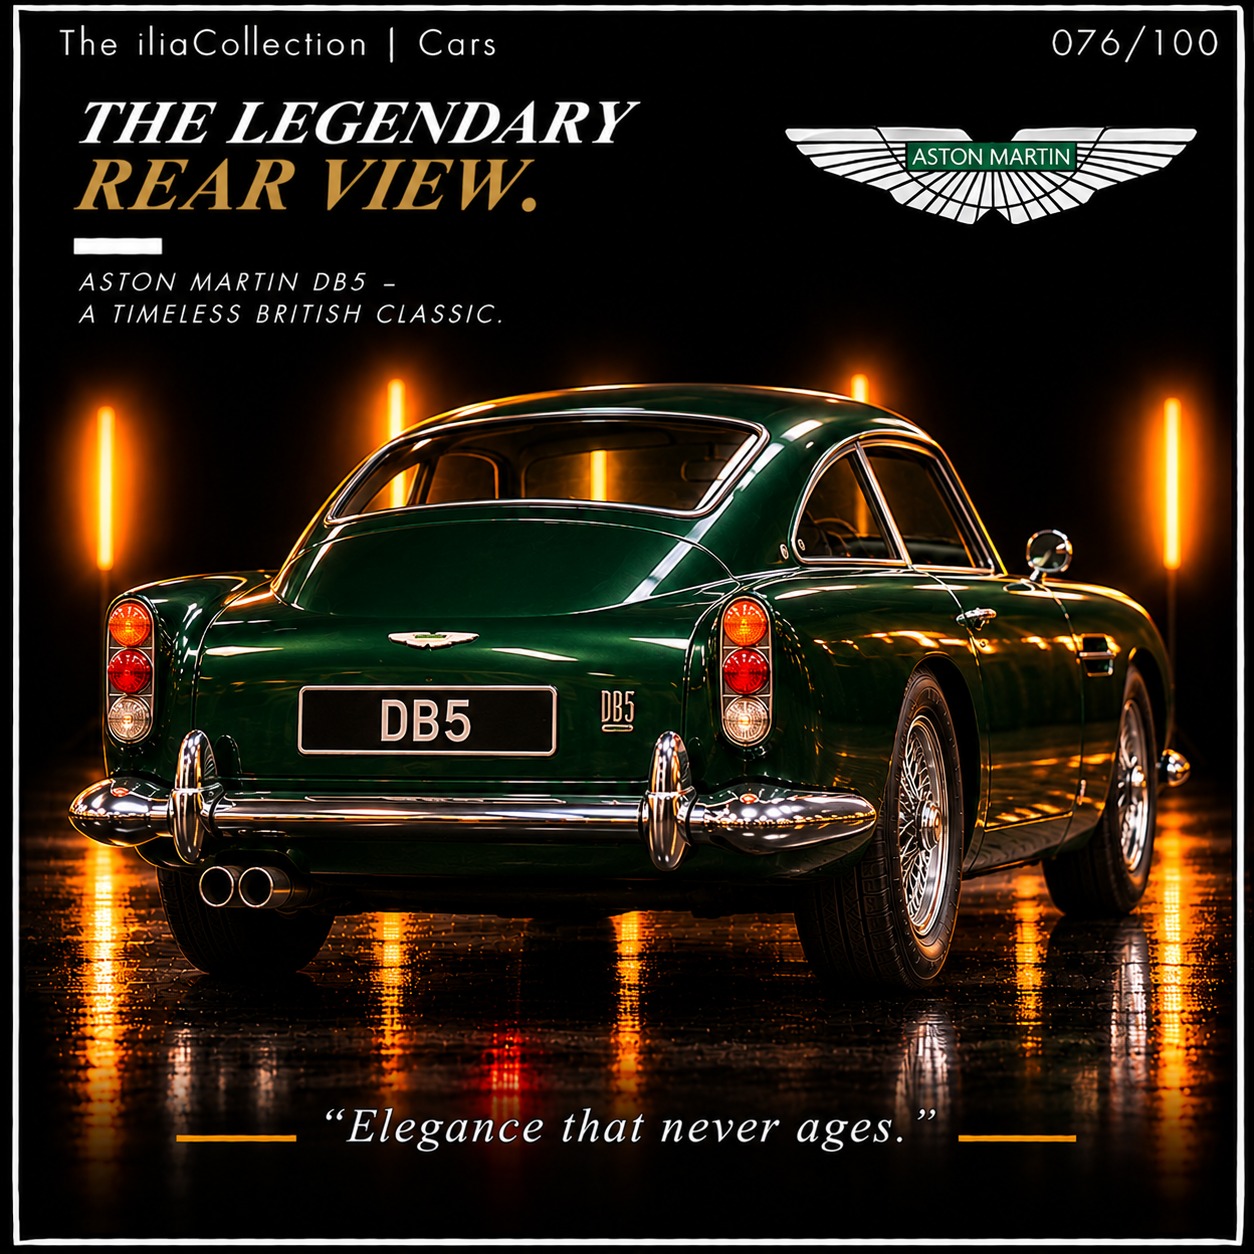 The iliaCollection | Cars
076/100
THE LEGENDARY
REAR VIEW.
ASTON MARTIN
ASTON MARTIN DB5 –
A TIMELESS BRITISH CLASSIC.
DB5
DB5
“Elegance that never ages.”